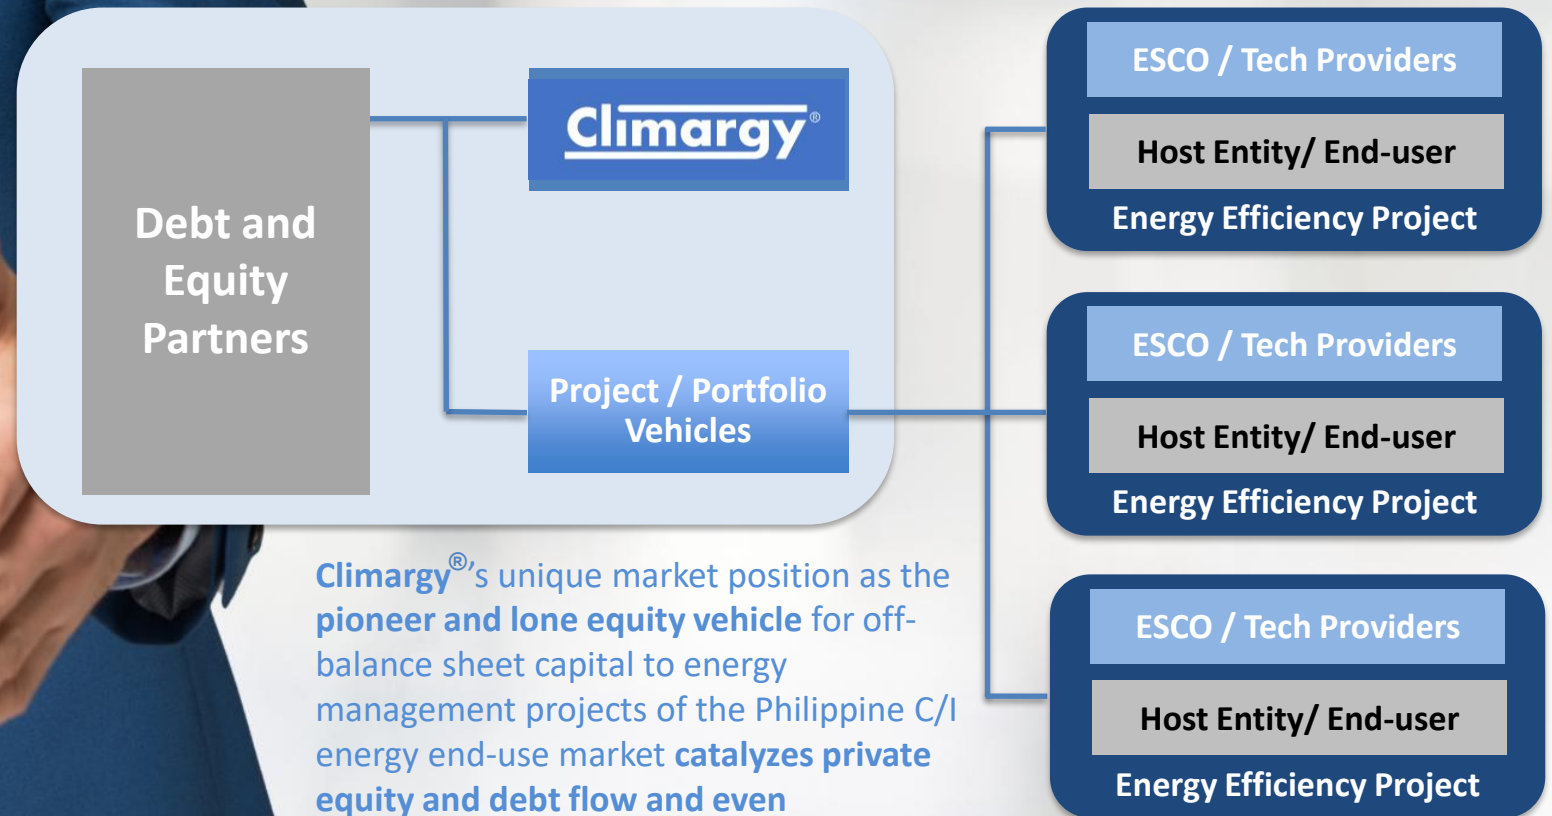 Debt and
Equity
Partners
Climargy®
Project / Portfolio
Vehicles
ESCO / Tech Providers
Host Entity/ End-user
Energy Efficiency Project
ESCO / Tech Providers
Host Entity/ End-user
Energy Efficiency Project
ESCO / Tech Providers
Host Entity/ End-user
Energy Efficiency Project
Climargy®’s unique market position as the
pioneer and lone equity vehicle for off-
balance sheet capital to energy
management projects of the Philippine C/I
energy end-use market catalyzes private
equity and debt flow and even